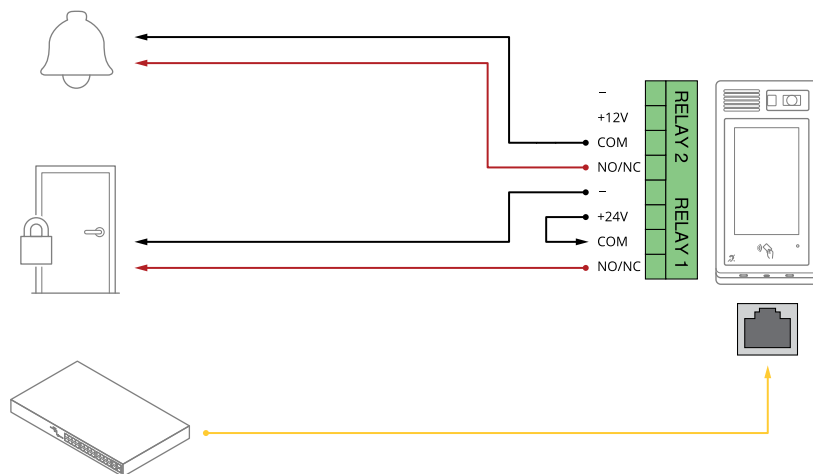 –
+12V
COM
NO/NC
–
+24V
COM
NO/NC
RELAY 2
RELAY 1